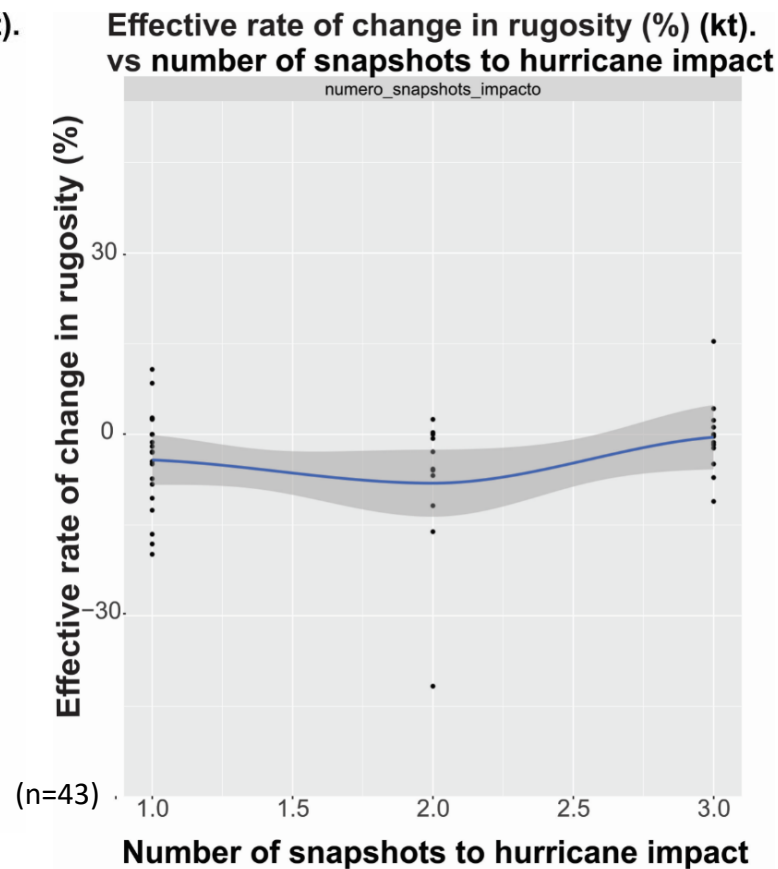 t).
Effective rate of change in rugosity (%) (kt).
vs number of snapshots to hurricane impact
numero_snapshots_impacto
Effective rate of change in rugosity (%)
30
0
−30
(n=43)
1.0 1.5 2.0 2.5 3.0
Number of snapshots to hurricane impact